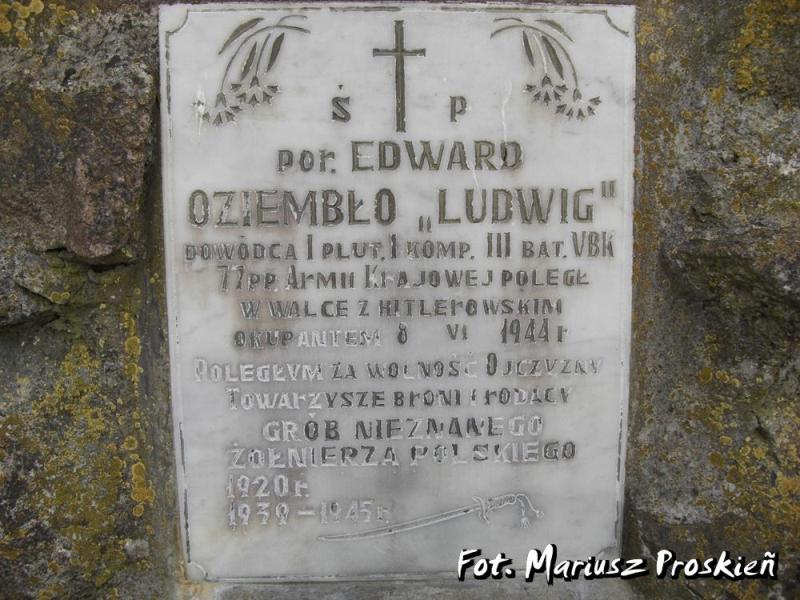 Ś P
por. EDWARD
OZIEMBŁO „LUDWIG"
DOWÓDCA I PLUT. I KOMP. III BAT. VBK
77 PP. ARMII KRAJOWEJ POLEGŁ
W WALCE Z HITLEROWSKIM
OKUPANTEM 8 VI 1944 r
POLEGŁYM ZA WOLNOŚĆ OJCZYZNY
TOWARZYSZE BRONI I RODACY
GRÓB NIEZNANEGO
ŻOŁNIERZA POLSKIEGO
1920 r.
1939 – 1945 r.
Fot. Mariusz Proskieñ